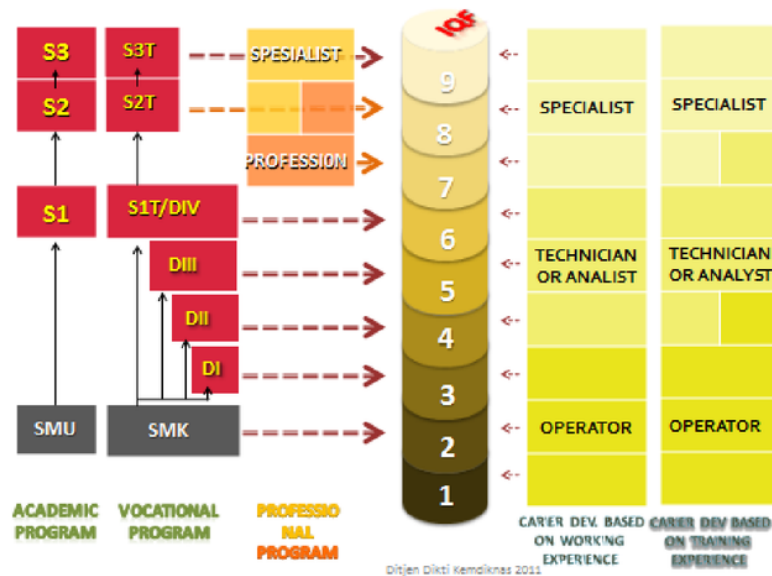 IQF
S3
S3T
SPESIALIST
9
S2
S2T
8
SPECIALIST
SPECIALIST
PROFESSION
7
S1
S1T/DIV
6
DIII
5
TECHNICIAN
OR ANALIST
TECHNICIAN
OR ANALYST
DII
4
DI
3
SMU
SMK
2
OPERATOR
OPERATOR
1
ACADEMIC
PROGRAM
VOCATIONAL
PROGRAM
PROFESSIO
NAL
PROGRAM
CARIER DEV. BASED
ON WORKING
EXPERIENCE
CARIER DEV BASED
ON TRAINING
EXPERIENCE
Ditjen Dikti Kemdiknas 2011